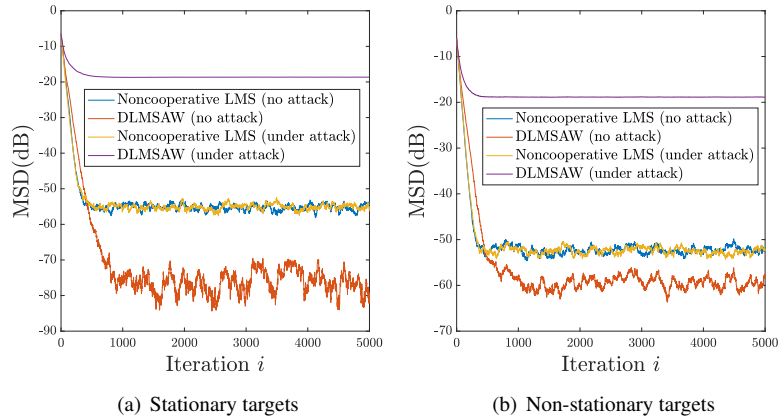 0
-10
-20
-30
-40
-50
-60
-70
-80
-90
MSD(dB)
0 1000 2000 3000 4000 5000
Iteration i
Noncooperative LMS (no attack)
DLMSAW (no attack)
Noncooperative LMS (under attack)
DLMSAW (under attack)
(a) Stationary targets
0
-10
-20
-30
-40
-50
-60
-70
MSD(dB)
0 1000 2000 3000 4000 5000
Iteration i
Noncooperative LMS (no attack)
DLMSAW (no attack)
Noncooperative LMS (under attack)
DLMSAW (under attack)
(b) Non-stationary targets